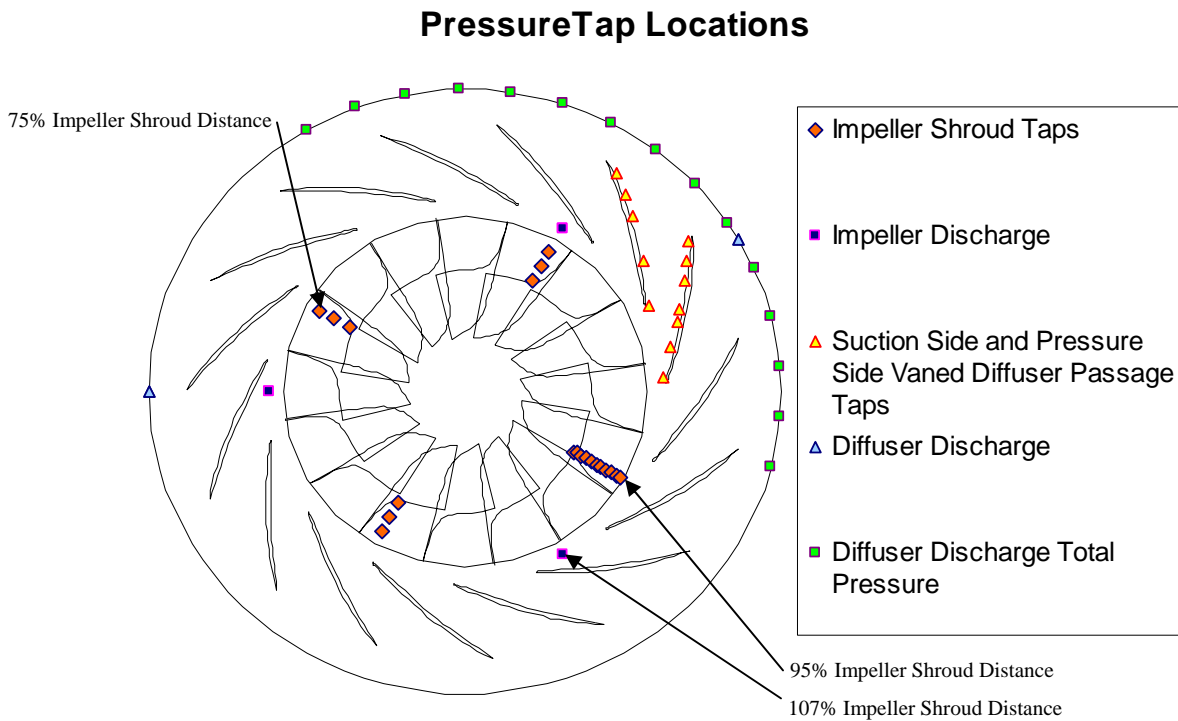 PressureTap Locations
75% Impeller Shroud Distance
Impeller Shroud Taps
Impeller Discharge
Suction Side and Pressure
Side Vaned Diffuser Passage
Taps
Diffuser Discharge
Diffuser Discharge Total
Pressure
95% Impeller Shroud Distance
107% Impeller Shroud Distance